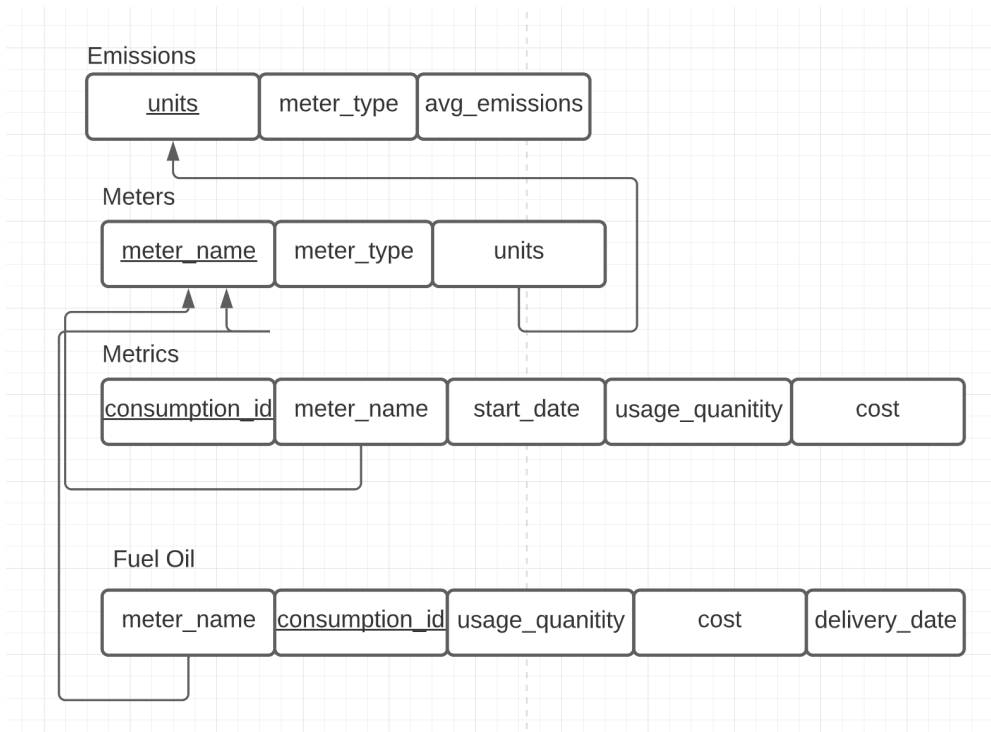 Emissions
units meter_type avg_emissions
Meters
meter_name meter_type units
Metrics
consumption_id meter_name start_date usage_quanitity cost
Fuel Oil
meter_name consumption_id usage_quanitity cost delivery_date